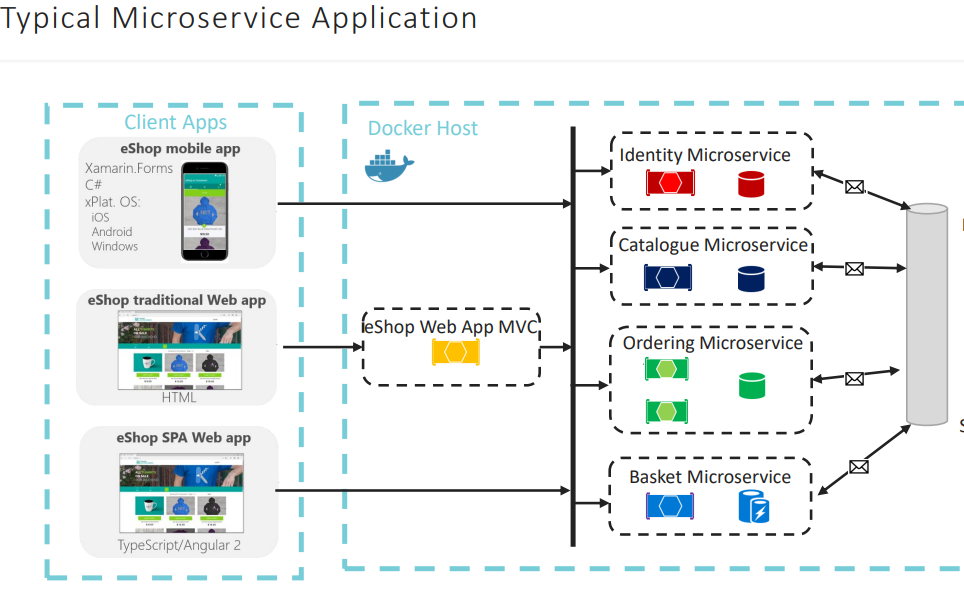 Typical Microservice Application
Client Apps
eShop mobile app
Xamarin.Forms
C#
xPlat. OS:
iOS
Android
Windows
eShop traditional Web app
HTML
eShop SPA Web app
TypeScript/Angular 2
Docker Host
eShop Web App MVC
Identity Microservice
Catalogue Microservice
Ordering Microservice
Basket Microservice